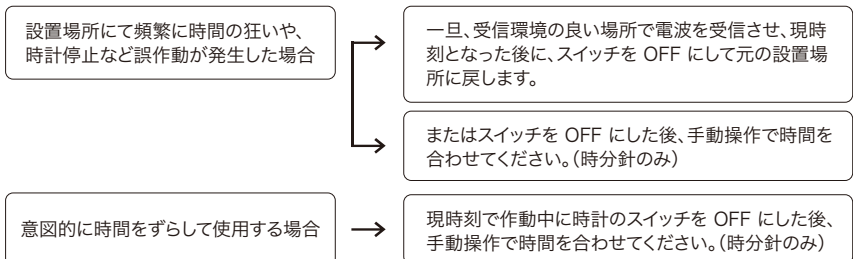 設置場所にて頻繁に時間の狂いや、
時計停止など誤作動が発生した場合
一旦、受信環境の良い場所で電波を受信させ、現時
刻となった後に、スイッチを OFF にして元の設置場
所に戻します。
またはスイッチを OFF にした後、手動操作で時間を
合わせてください。(時分針のみ)
意図的に時間をずらして使用する場合
現時刻で作動中に時計のスイッチを OFF にした後、
手動操作で時間を合わせてください。(時分針のみ)